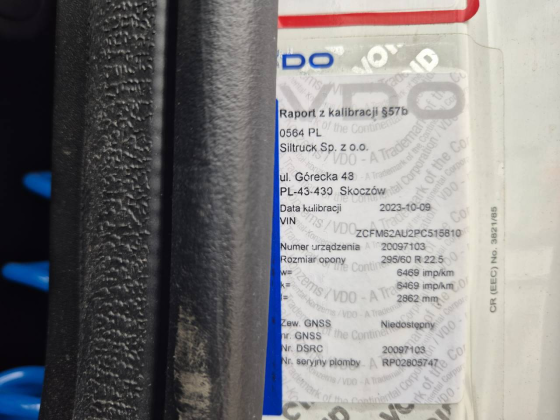 VDO
Raport z kalibracji §57b
0564 PL
Siltruck Sp. z o.o.
ul. Górecka 48
PL-43-430 Skoczów
Data kalibracji 2023-10-09
VIN
ZCFM62AU2PC515810
Numer urządzenia 20097103
Rozmiar opony 295/60 R 22.5
w= 6469 imp/km
k= 6469 imp/km
l= 2862 mm
Zew. GNSS Niedostępny
nr. GNSS
Nr. DSRC 20097103
Nr. seryjny plomby RP02805747
CR (EEC) No. 3821/85